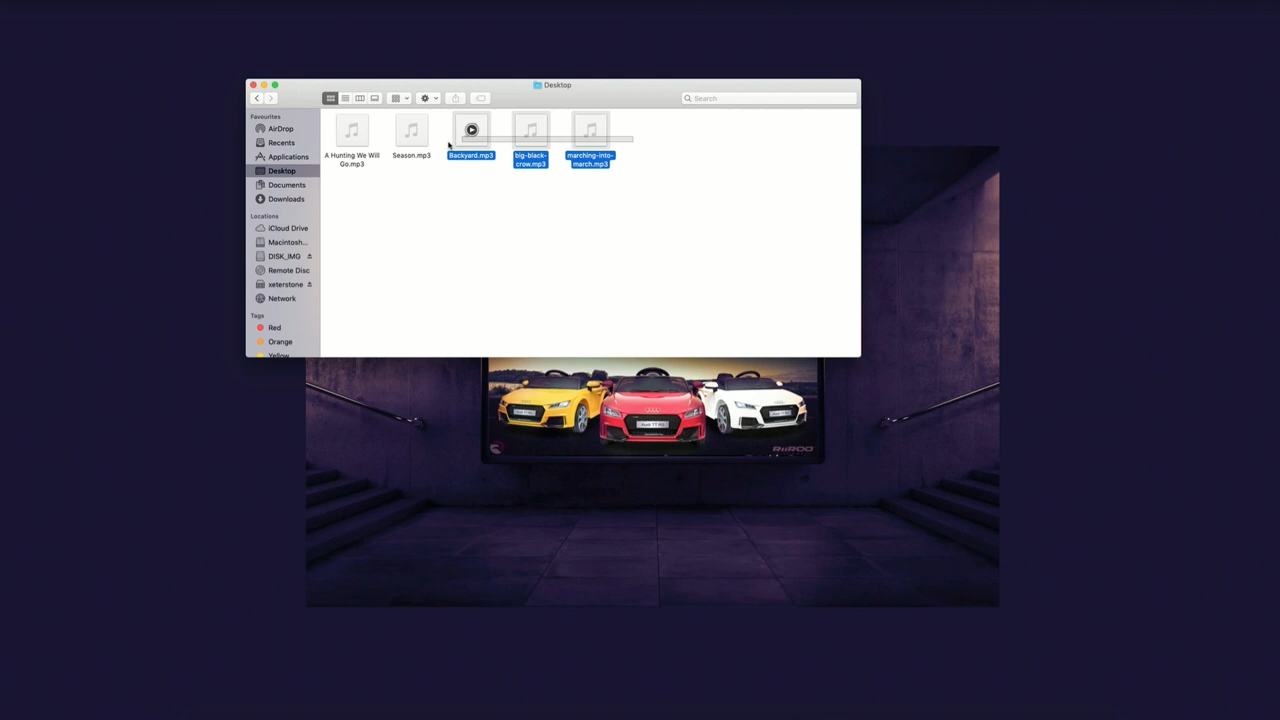 Desktop
Search
Favourites
AirDrop
Recents
Applications
Desktop
Documents
Downloads
Locations
iCloud Drive
Macintosh...
DISK_IMG
Remote Disc
xeterstone
Network
Tags
Red
Orange
Yellow
A Hunting We Will
Go.mp3
Season.mp3
Backyard.mp3
big-black-
crow.mp3
marching-into-
march.mp3
RiiROO